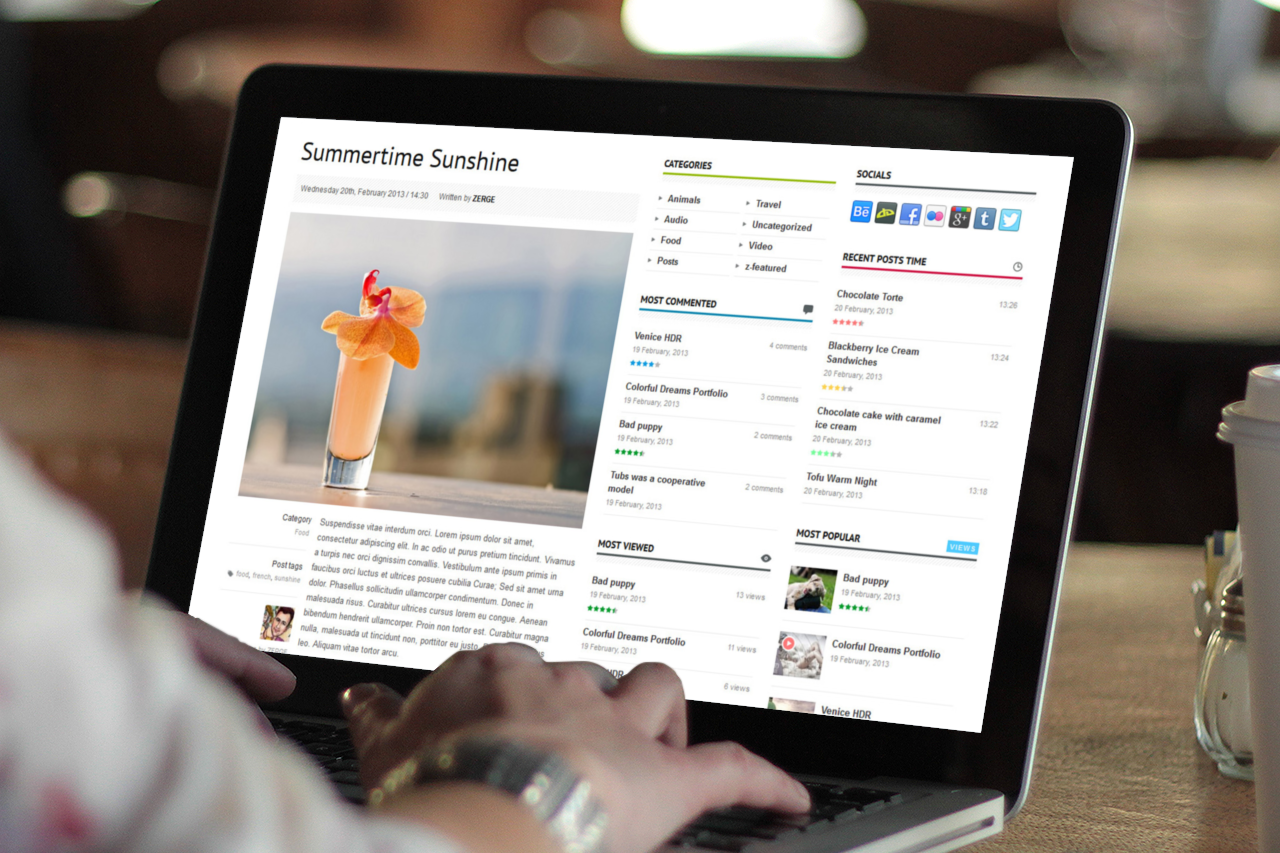 Summertime Sunshine
Wednesday 20th, February 2013 / 14:30 Written by ZERGE
Category
Food
Post tags
food, french, sunshine
by ZERGE
Suspendisse vitae interdum orci. Lorem ipsum dolor sit amet,
consectetur adipiscing elit. In ac odio ut purus pretium tincidunt. Vivamus
a turpis nec orci dignissim convallis. Vestibulum ante ipsum primis in
faucibus orci luctus et ultrices posuere cubilia Curae; Sed sit amet urna
dolor. Phasellus sollicitudin ullamcorper condimentum. Donec in
malesuada risus. Curabitur ultrices cursus lorem eu congue. Aenean
bibendum hendrerit ullamcorper. Proin non tortor est. Curabitur magna
nulla, malesuada ut tincidunt non, porttitor eu justo.
leo. Aliquam vitae tortor arcu.
CATEGORIES
Animals
Travel
Audio
Uncategorized
Food
Video
Posts
z-featured
MOST COMMENTED
Venice HDR 4 comments
19 February, 2013
Colorful Dreams Portfolio 3 comments
19 February, 2013
Bad puppy 2 comments
19 February, 2013
Tubs was a cooperative 2 comments
model
19 February, 2013
MOST VIEWED
Bad puppy 13 views
19 February, 2013
Colorful Dreams Portfolio 11 views
19 February, 2013
HDR 6 views
SOCIALS
Bē f g+ t
RECENT POSTS TIME
Chocolate Torte 13:26
20 February, 2013
Blackberry Ice Cream 13:24
Sandwiches
20 February, 2013
Chocolate cake with caramel 13:22
ice cream
20 February, 2013
Tofu Warm Night 13:18
20 February, 2013
MOST POPULAR VIEWS
Bad puppy
19 February, 2013
Colorful Dreams Portfolio
19 February, 2013
Venice HDR